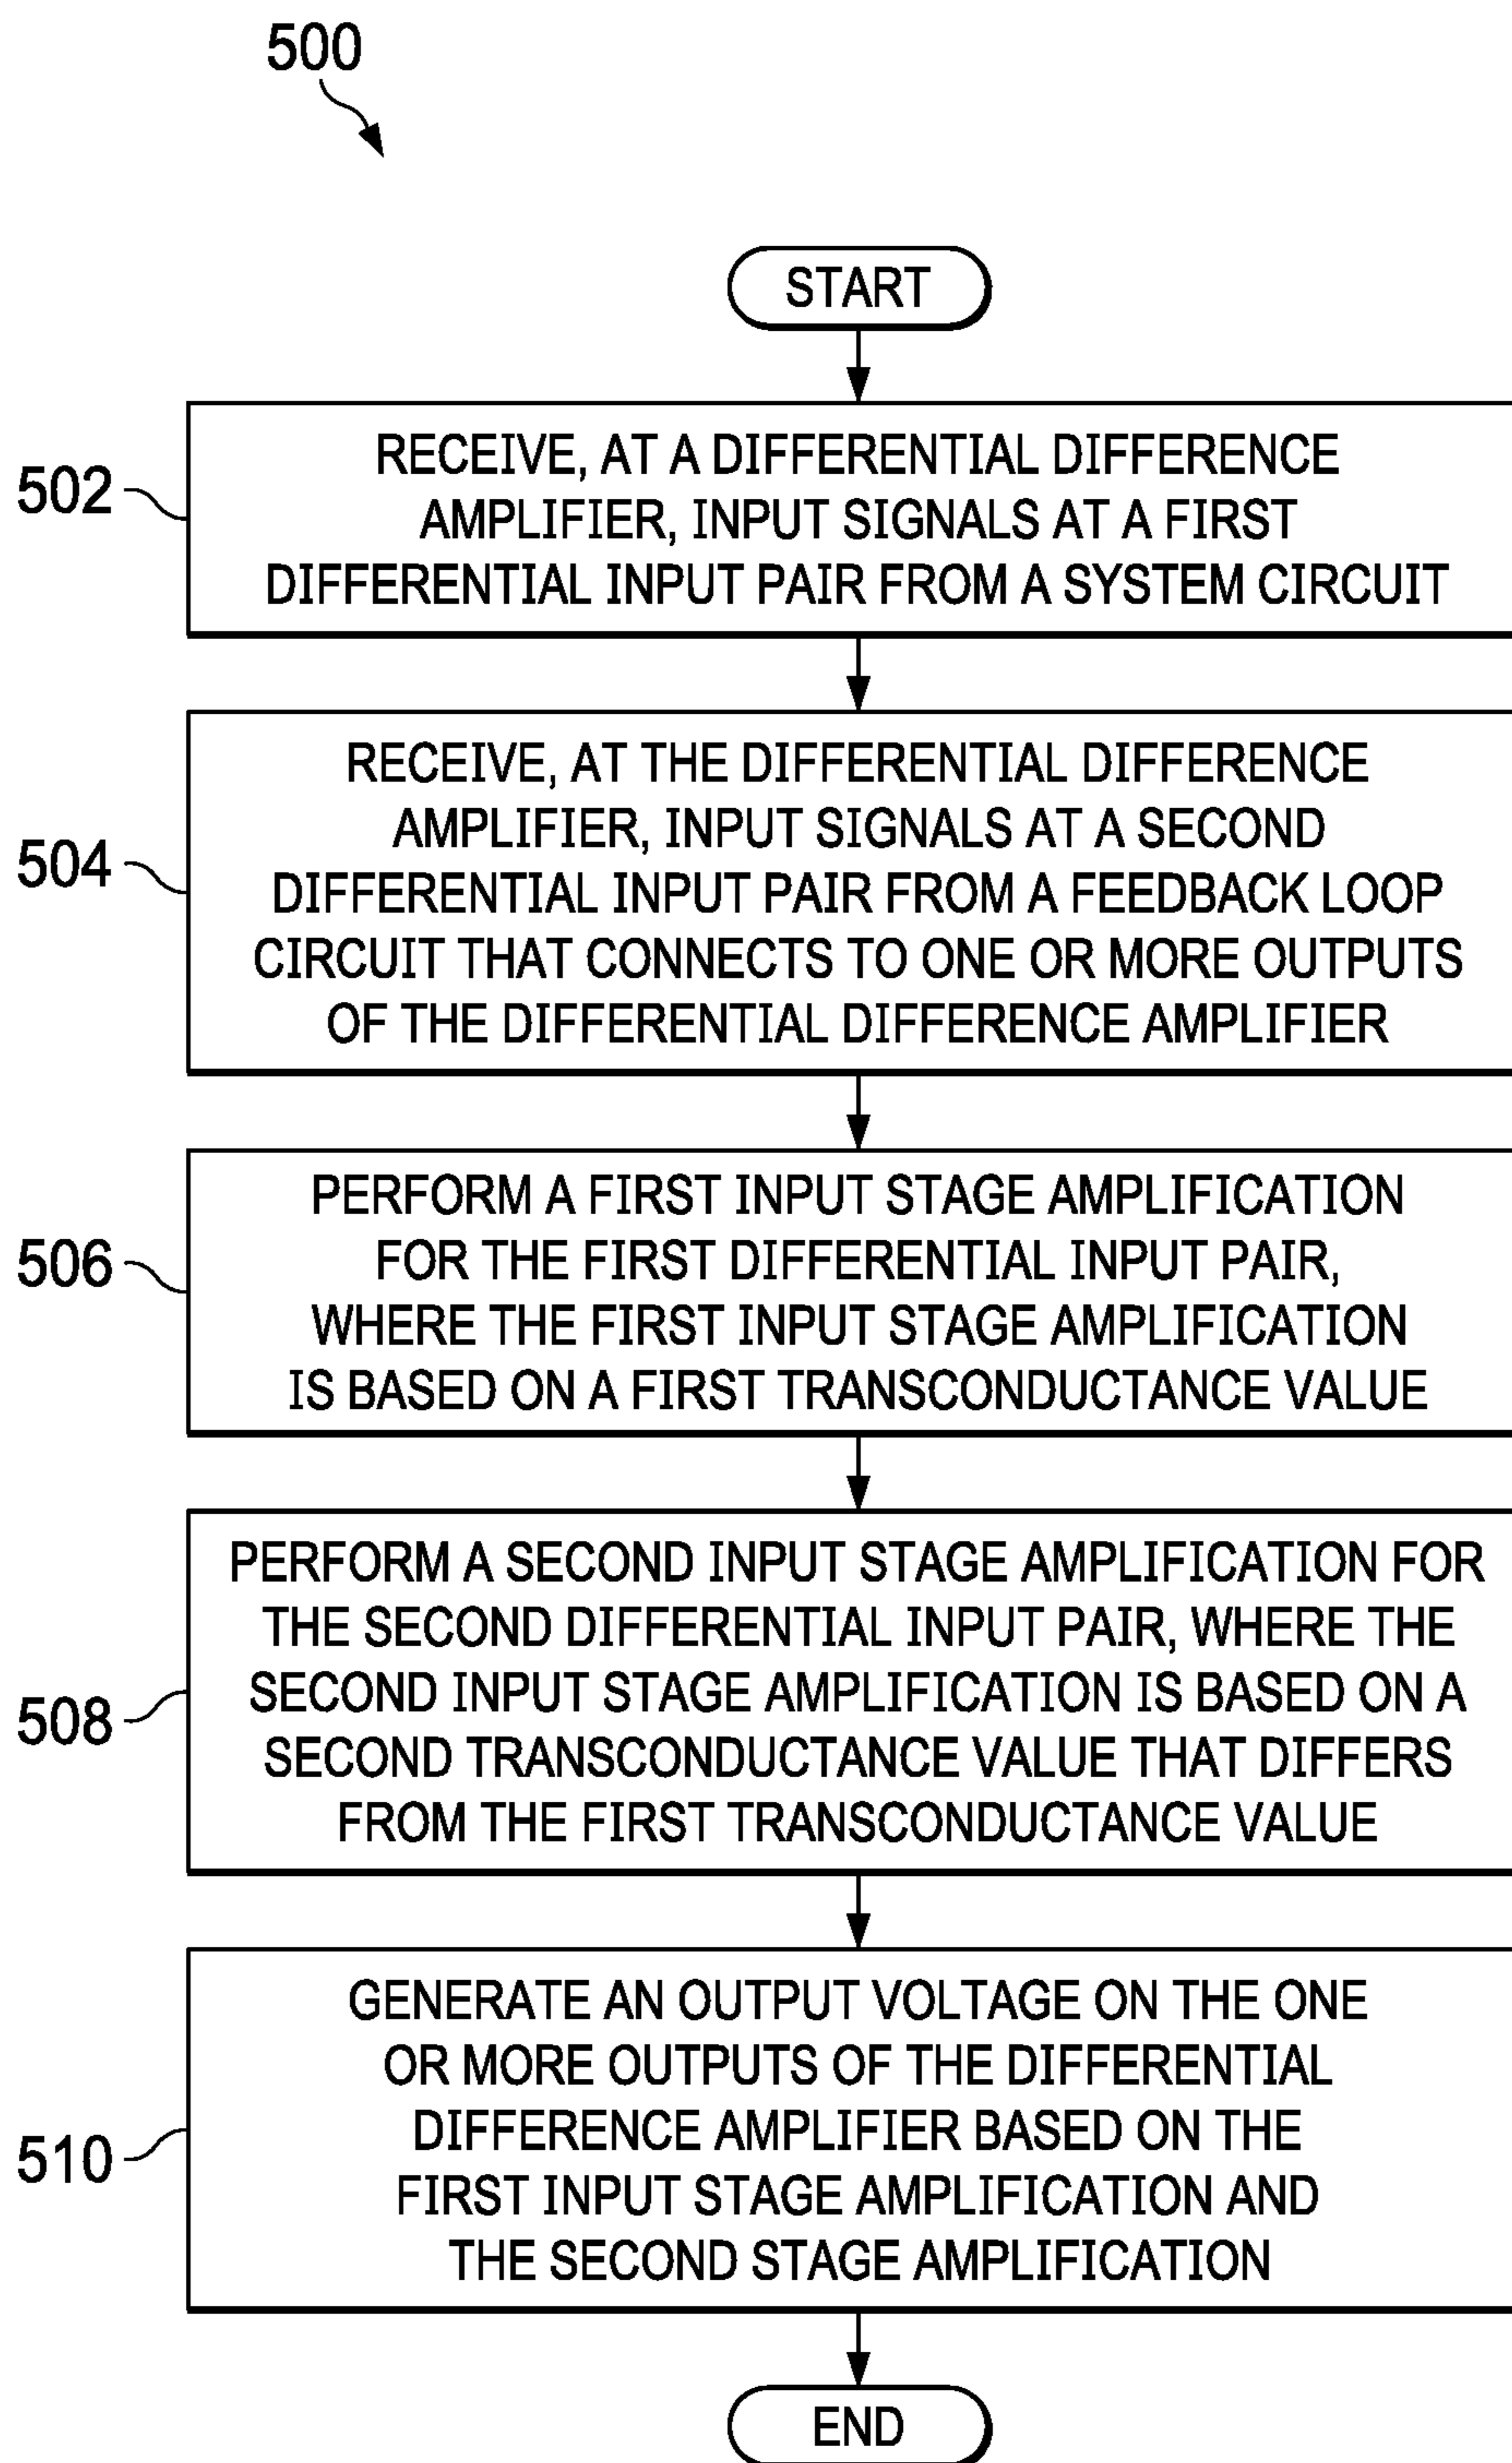 500
START
502
RECEIVE, AT A DIFFERENTIAL DIFFERENCE
AMPLIFIER, INPUT SIGNALS AT A FIRST
DIFFERENTIAL INPUT PAIR FROM A SYSTEM CIRCUIT
504
RECEIVE, AT THE DIFFERENTIAL DIFFERENCE
AMPLIFIER, INPUT SIGNALS AT A SECOND
DIFFERENTIAL INPUT PAIR FROM A FEEDBACK LOOP
CIRCUIT THAT CONNECTS TO ONE OR MORE OUTPUTS
OF THE DIFFERENTIAL DIFFERENCE AMPLIFIER
506
PERFORM A FIRST INPUT STAGE AMPLIFICATION
FOR THE FIRST DIFFERENTIAL INPUT PAIR,
WHERE THE FIRST INPUT STAGE AMPLIFICATION
IS BASED ON A FIRST TRANSCONDUCTANCE VALUE
508
PERFORM A SECOND INPUT STAGE AMPLIFICATION FOR
THE SECOND DIFFERENTIAL INPUT PAIR, WHERE THE
SECOND INPUT STAGE AMPLIFICATION IS BASED ON A
SECOND TRANSCONDUCTANCE VALUE THAT DIFFERS
FROM THE FIRST TRANSCONDUCTANCE VALUE
510
GENERATE AN OUTPUT VOLTAGE ON THE ONE
OR MORE OUTPUTS OF THE DIFFERENTIAL
DIFFERENCE AMPLIFIER BASED ON THE
FIRST INPUT STAGE AMPLIFICATION AND
THE SECOND STAGE AMPLIFICATION
END